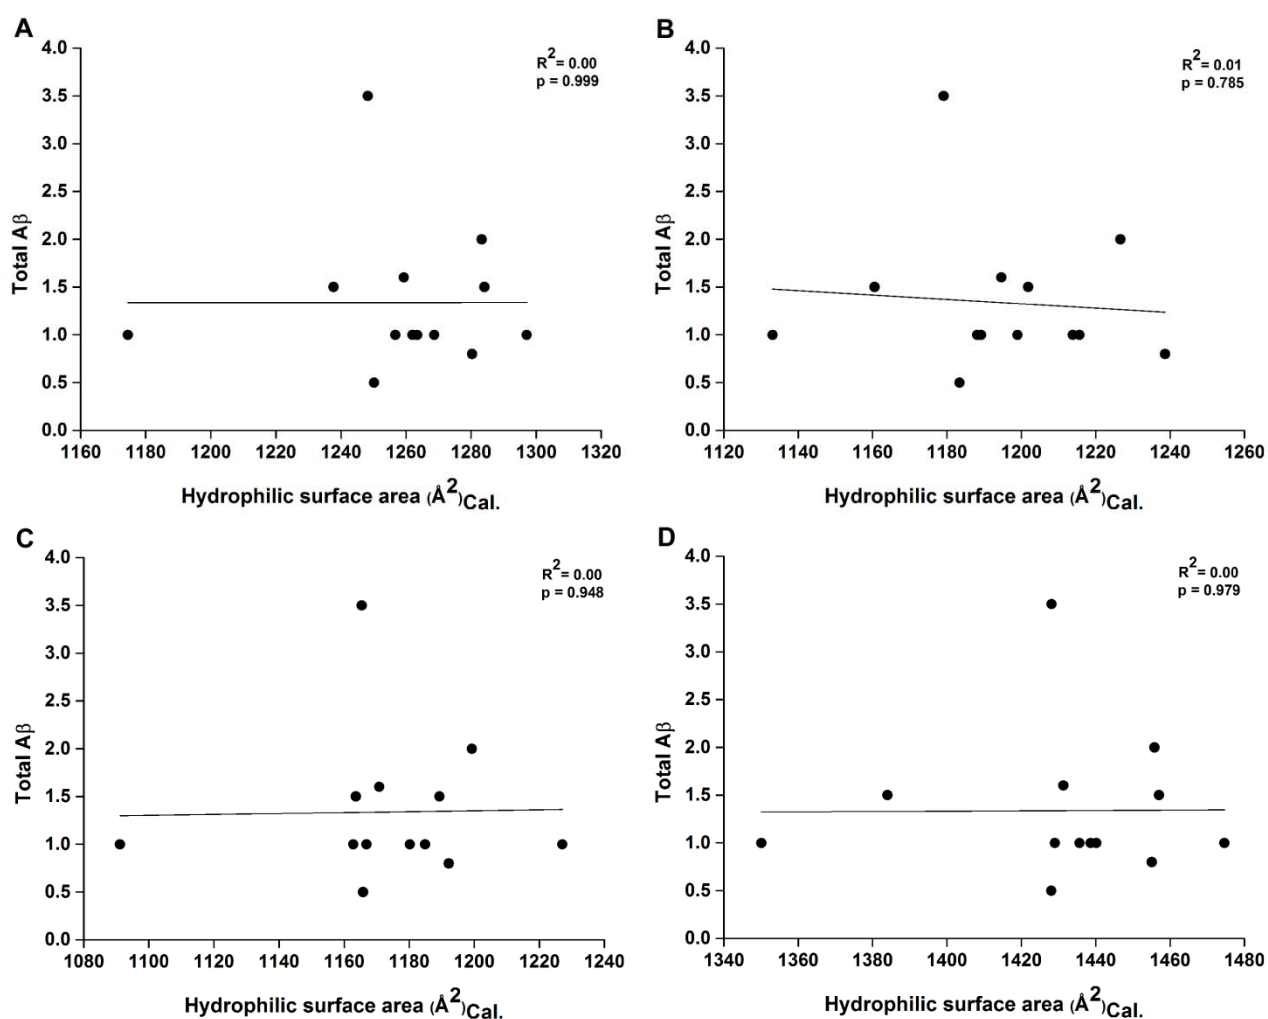 A
R²= 0.00
p = 0.999
4.0
3.5
3.0
2.5
2.0
1.5
1.0
0.5
0.0
Total Aβ
1160 1180 1200 1220 1240 1260 1280 1300 1320
Hydrophilic surface area (Å²)Cal.
B
R²= 0.01
p = 0.785
4.0
3.5
3.0
2.5
2.0
1.5
1.0
0.5
0.0
Total Aβ
1120 1140 1160 1180 1200 1220 1240 1260
Hydrophilic surface area (Å²)Cal.
C
R²= 0.00
p = 0.948
4.0
3.5
3.0
2.5
2.0
1.5
1.0
0.5
0.0
Total Aβ
1080 1100 1120 1140 1160 1180 1200 1220 1240
Hydrophilic surface area (Å²)Cal.
D
R²= 0.00
p = 0.979
4.0
3.5
3.0
2.5
2.0
1.5
1.0
0.5
0.0
Total Aβ
1340 1360 1380 1400 1420 1440 1460 1480
Hydrophilic surface area (Å²)Cal.